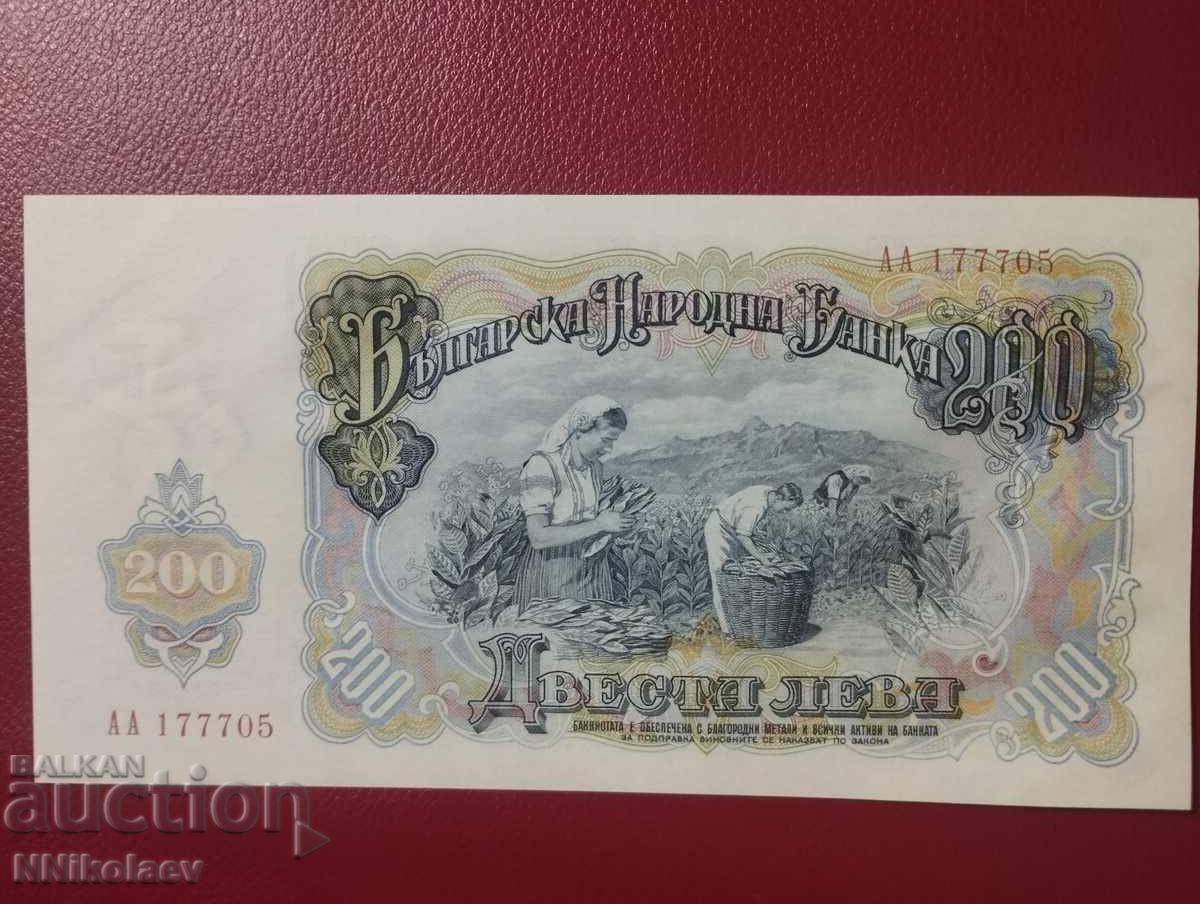 АА 177705
Българска Народна Банка 200
200
200
200
Двеста лева
АА 177705
БАНКНОТАТА Е ОБЕЗПЕЧЕНА С БЛАГОРОДНИ МЕТАЛИ И ВСИЧКИ АКТИВИ НА БАНКАТА
ЗА ПОДПРАВКА ВИНОВНИТЕ СЕ НАКАЗВАТ ПО ЗАКОНА
BALKAN
auction
NNikolaev